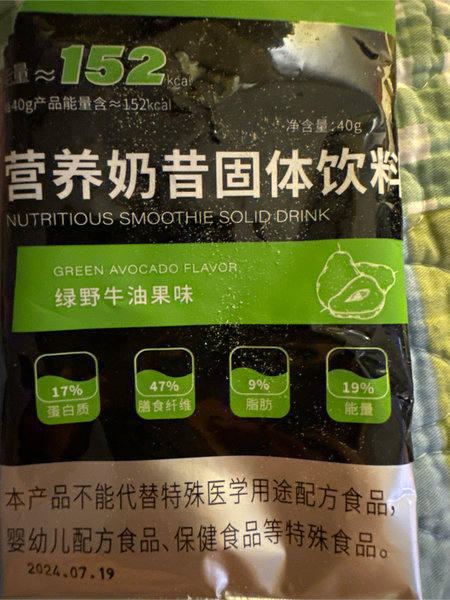 量≈152kcal
40g产品能量含≈152kcal
净含量:40g
营养奶昔固体饮料
NUTRITIOUS SMOOTHIE SOLID DRINK
GREEN AVOCADO FLAVOR
绿野牛油果味
17% 47% 9% 19%
蛋白质 膳食纤维 脂肪 能量
本产品不能代替特殊医学用途配方食品,
婴幼儿配方食品、保健食品等特殊食品。
2024.07.19